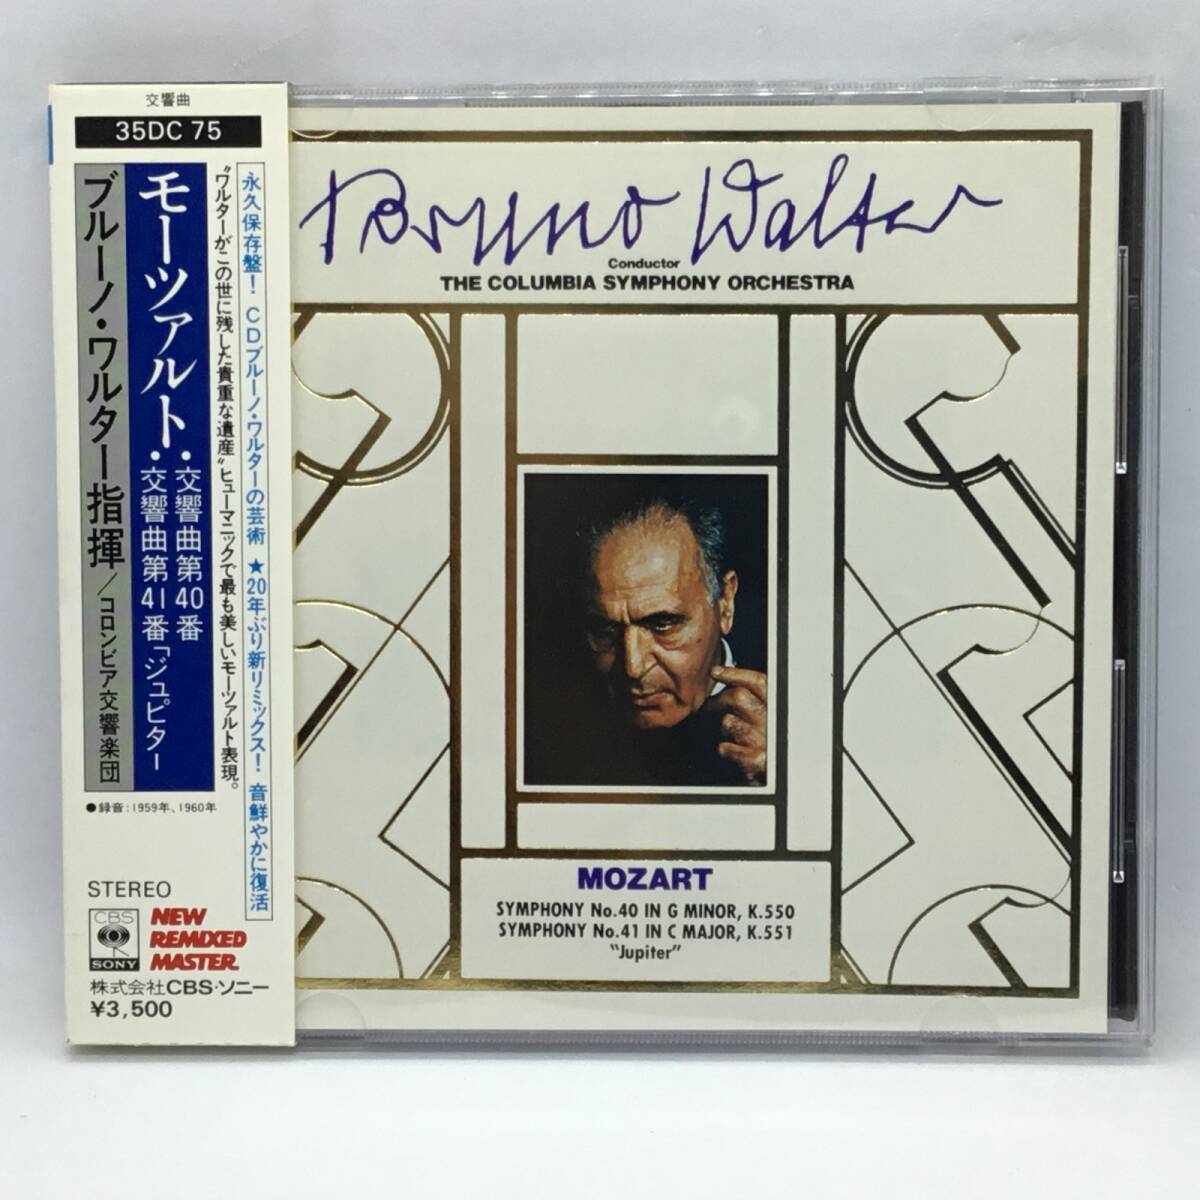 交響曲
35DC 75
永久保存盤! CDブルーノ・ワルターの芸術 ★20年ぶり新リミックス! 音鮮やかに復活
"ワルターがこの世に残した貴重な遺産"ヒューマニックで最も美しいモーツァルト表現。
モーツァルト・交響曲第40番
・交響曲第41番「ジュピター
ブルーノ・ワルター指揮/コロンビア交響楽団
●録音:1959年、1960年
STEREO
CBS
SONY
NEW
REMIXED
MASTER
株式会社CBS・ソニー
¥3,500
Bruno Walter
Conductor
THE COLUMBIA SYMPHONY ORCHESTRA
MOZART
SYMPHONY No.40 IN G MINOR, K.550
SYMPHONY No.41 IN C MAJOR, K.551
"Jupiter"